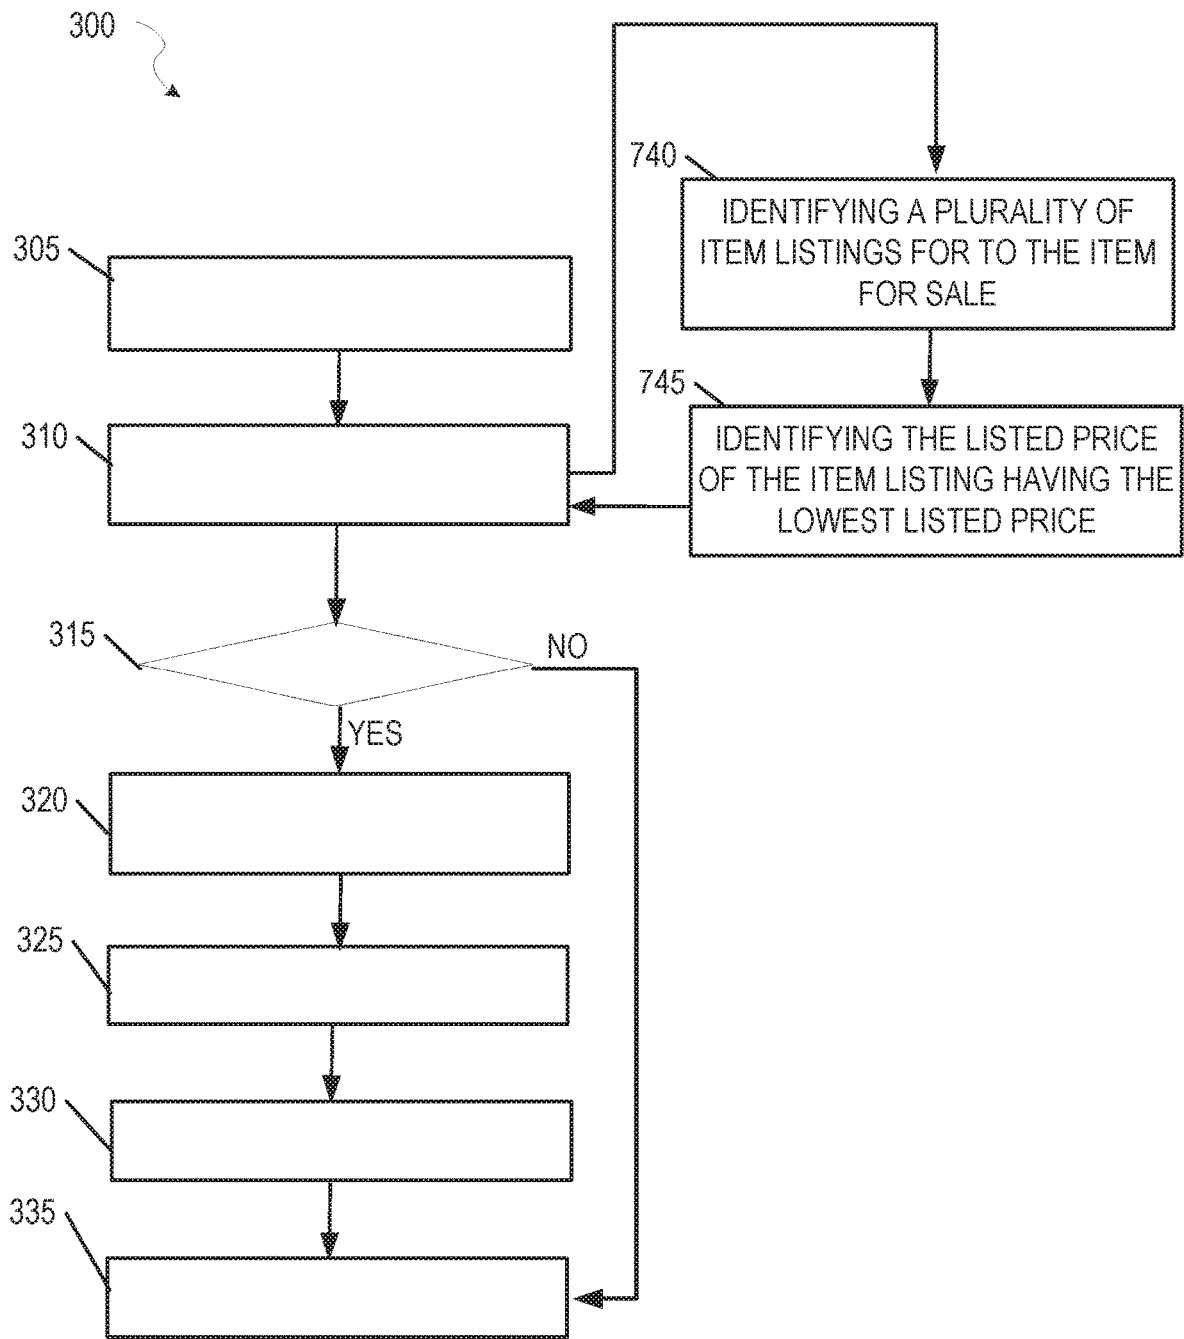 300
740
IDENTIFYING A PLURALITY OF
ITEM LISTINGS FOR TO THE ITEM
FOR SALE
305
745
310
IDENTIFYING THE LISTED PRICE
OF THE ITEM LISTING HAVING THE
LOWEST LISTED PRICE
315
NO
YES
320
325
330
335